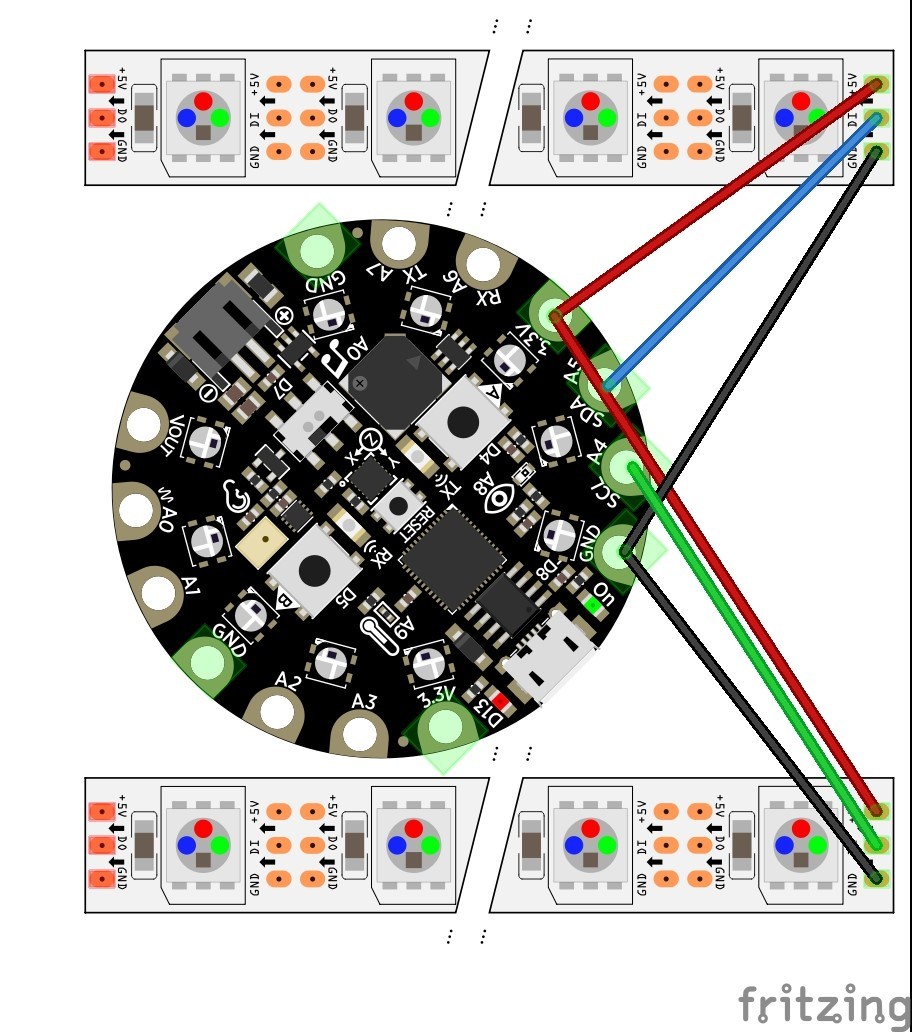 +5V DO GND
+5V DI GND
+5V DO GND
+5V DI GND
+5V DO GND
+5V DI GND
GND
A7 TX
A6 RX
3.3V
A5 SDA
A4 SCL
GND
A0
D7
VOUT
A0
A1
GND
A2
A3
3.3V
A
D4
X Y Z
TX
A8
RESET
RX
D5
B
A9
D8
On
D13
+5V DO GND
+5V DI GND
+5V DO GND
+5V DI GND
+5V DO GND
GND
fritzing